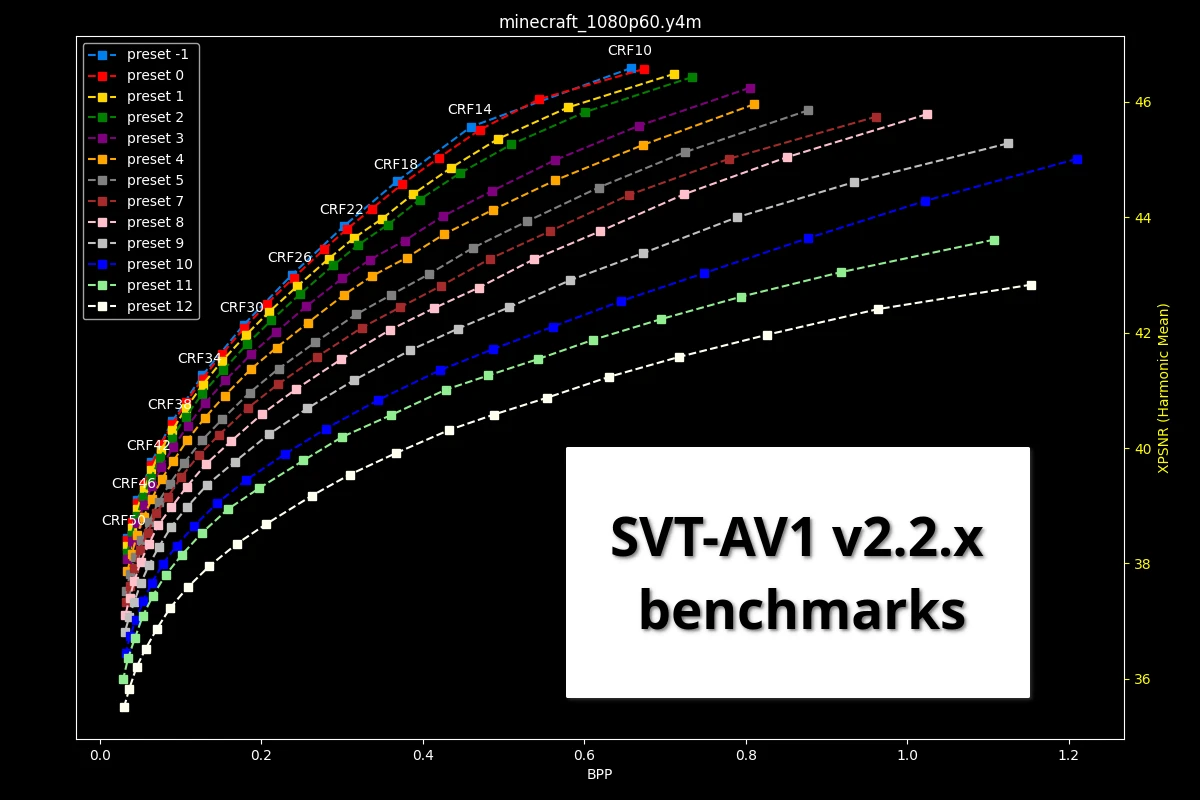 minecraft_1080p60.y4m
preset -1
preset 0
preset 1
preset 2
preset 3
preset 4
preset 5
preset 7
preset 8
preset 9
preset 10
preset 11
preset 12
CRF10
CRF14
CRF18
CRF22
CRF26
CRF30
CRF34
CRF38
CRF42
CRF46
CRF50
46
44
42
40
38
36
XPSNR (Harmonic Mean)
SVT-AV1 v2.2.x
benchmarks
0.0 0.2 0.4 0.6 0.8 1.0 1.2
BPP